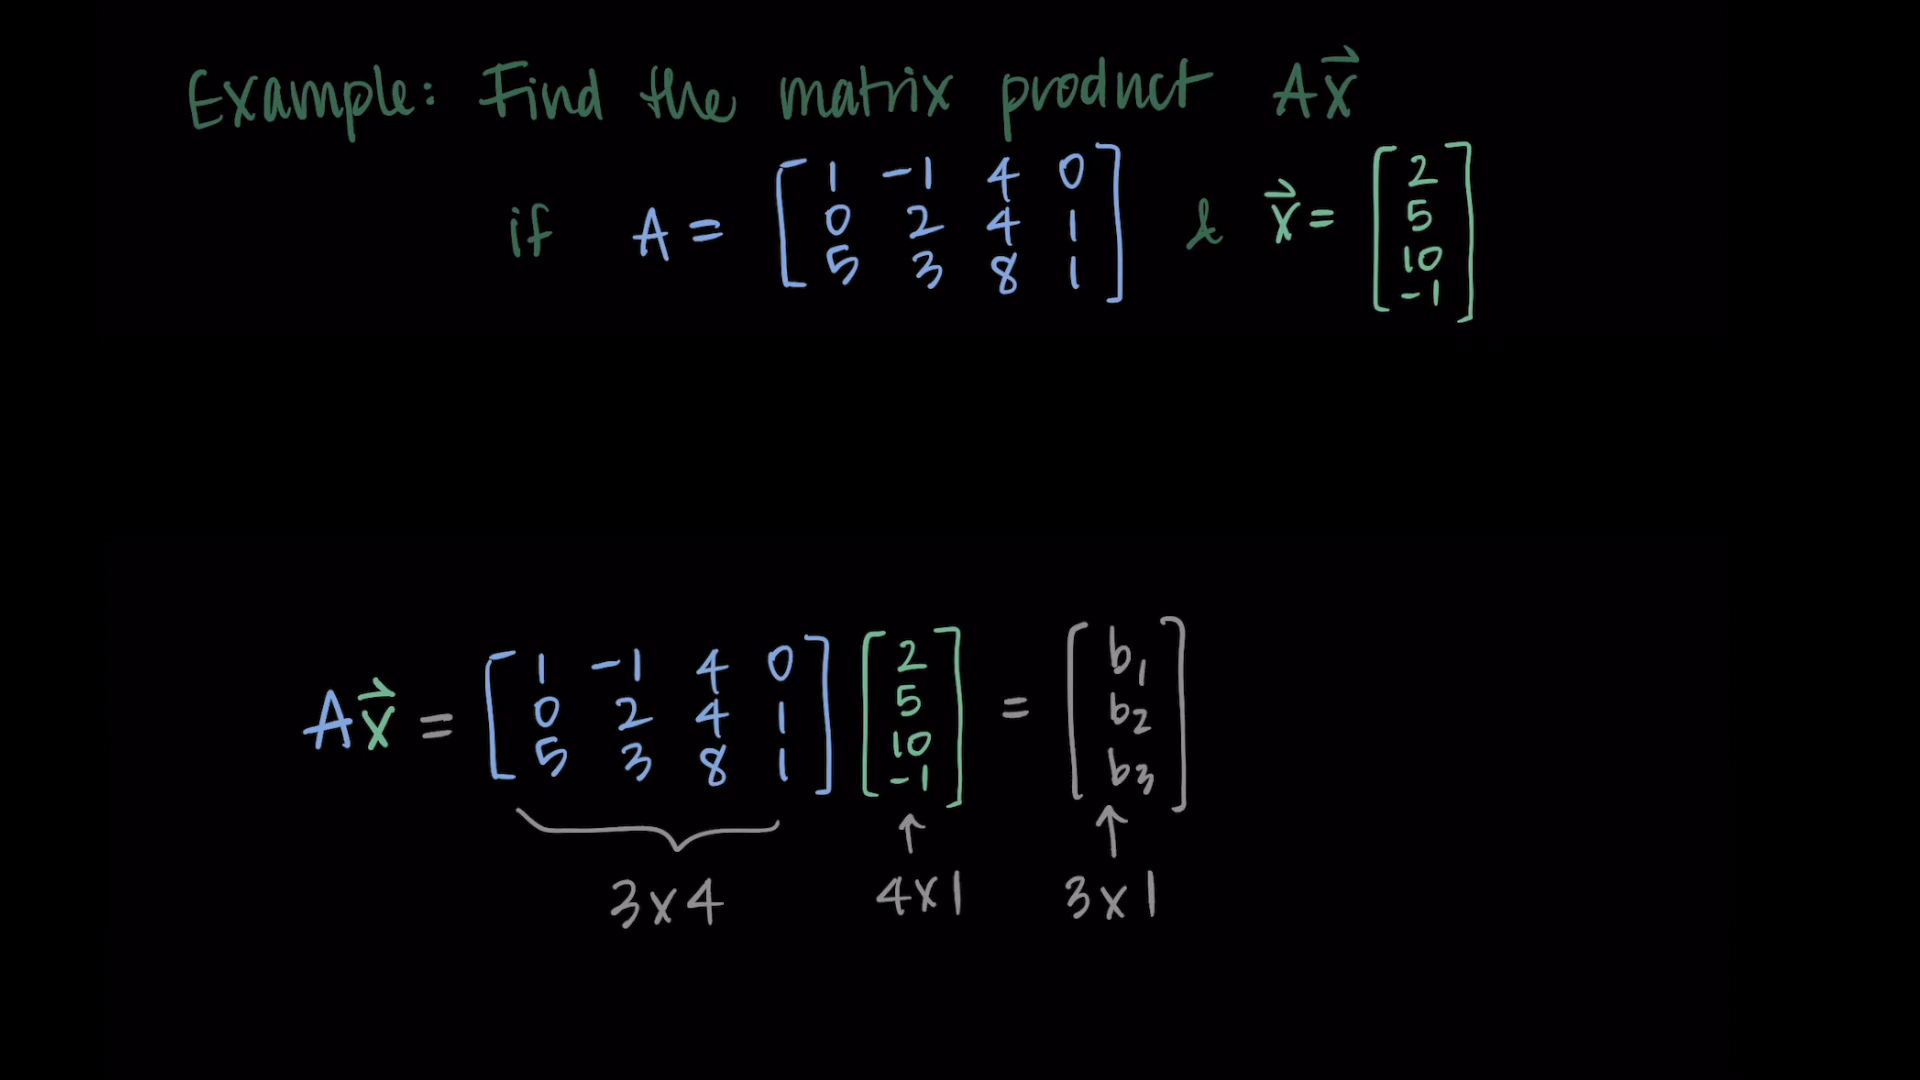 Example: Find the matrix product Ax⃗
if A = [1 -1 4 0
0 2 4 1
5 3 8 1] & x⃗ = [2
5
10
-1]
Ax⃗ = [1 -1 4 0
0 2 4 1
5 3 8 1] [2
5
10
-1] = [b₁
b₂
b₃]
↑ ↑
3x4 4x1 3x1